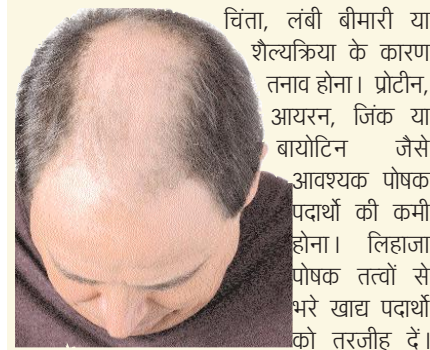 चिंता, लंबी बीमारी या
शैल्यक्रिया के कारण
तनाव होना। प्रोटीन,
आयरन, जिंक या
बायोटिन जैसे
आवश्यक पोषक
पदार्थो की कमी
होना। लिहाजा
पोषक तत्वों से
भरे खाद्य पदार्थो
को तरजीह दें।